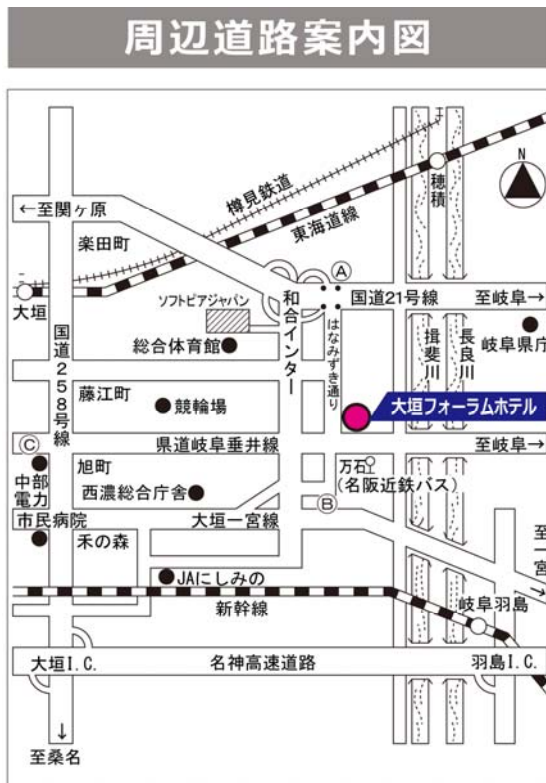 周辺道路案内図
N
穂積
樽見鉄道
東海道線
←至関ヶ原
楽田町
A
大垣
ソフトピアジャパン
和合インター
国道21号線
至岐阜→
はなみずき通り
国道258号線
総合体育館
揖斐川
長良川
岐阜県庁
藤江町
競輪場
大垣フォーラムホテル
C
県道岐阜垂井線
至岐阜→
中部電力
旭町
万石
(名阪近鉄バス)
西濃総合庁舎
B
市民病院
大垣一宮線
禾の森
至一宮→
JAにしみの
新幹線
岐阜羽島
大垣I.C.
名神高速道路
羽島I.C.
↓
至桑名